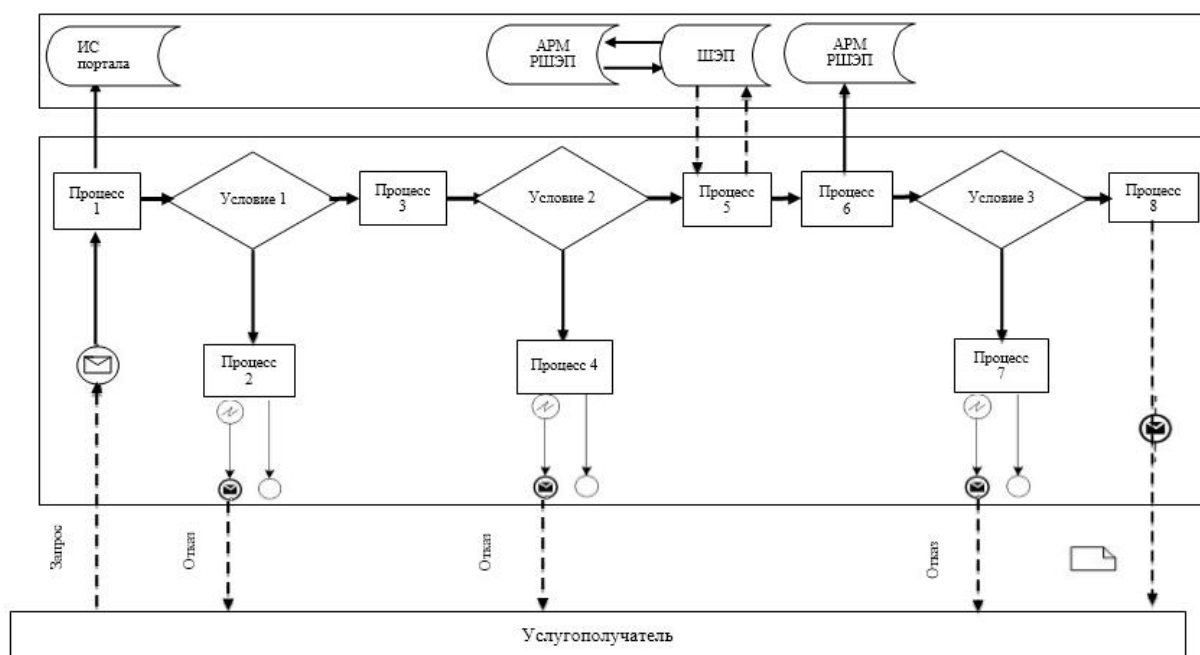 ИС
портала
АРМ
РШЭП
ШЭП
АРМ
РШЭП
Процесс
1
Условие 1
Процесс
3
Условие 2
Процесс
5
Процесс
6
Условие 3
Процесс
8
Процесс
2
Процесс 4
Процесс
7
Запрос
Отказ
Отказ
Отказ
Услугополучатель